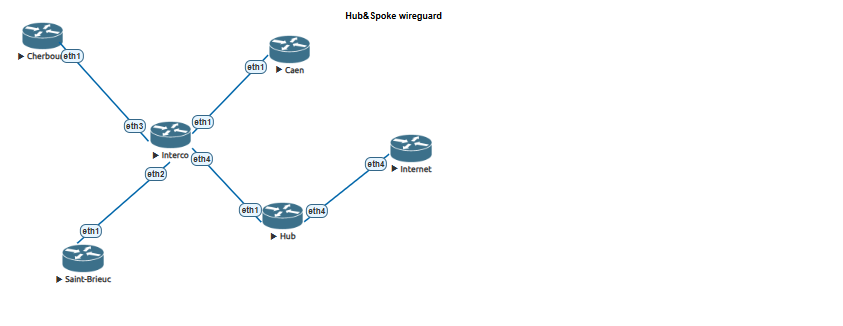 Hub&Spoke wireguard
Cherbou
eth1
eth1
Caen
eth3
eth1
Interco
eth4
eth2
eth4
Internet
eth1
eth4
Hub
eth1
Saint-Brieuc